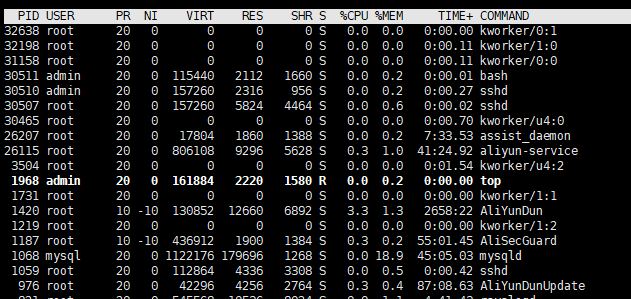 PID USER PR NI VIRT RES SHR S %CPU %MEM TIME+ COMMAND
32638 root 20 0 0 0 0 S 0.0 0.0 0:00.00 kworker/0:1
32198 root 20 0 0 0 0 S 0.0 0.0 0:00.11 kworker/1:0
31158 root 20 0 0 0 0 S 0.0 0.0 0:00.11 kworker/0:0
30511 admin 20 0 115440 2112 1660 S 0.0 0.2 0:00.01 bash
30510 admin 20 0 157260 2316 956 S 0.0 0.2 0:00.27 sshd
30507 root 20 0 157260 5824 4464 S 0.0 0.6 0:00.02 sshd
30465 root 20 0 0 0 0 S 0.0 0.0 0:00.70 kworker/u4:0
26207 root 20 0 17804 1860 1388 S 0.0 0.2 7:33.53 assist_daemon
26115 root 20 0 806108 9296 5628 S 0.3 1.0 41:24.92 aliyun-service
3504 root 20 0 0 0 0 S 0.0 0.0 0:01.54 kworker/u4:2
1968 admin 20 0 161884 2220 1580 R 0.0 0.2 0:00.00 top
1731 root 20 0 0 0 0 S 0.0 0.0 0:00.00 kworker/1:1
1420 root 10 -10 130852 12660 6892 S 3.3 1.3 2658:22 AliYunDun
1219 root 20 0 0 0 0 S 0.0 0.0 0:00.00 kworker/1:2
1187 root 10 -10 436912 1900 1384 S 0.3 0.2 55:01.45 AliSecGuard
1068 mysql 20 0 1122176 179696 1268 S 0.0 18.9 45:05.03 mysqld
1059 root 20 0 112864 4336 3308 S 0.0 0.5 0:00.42 sshd
976 root 20 0 42296 4256 2764 S 0.3 0.4 87:08.63 AliYunDunUpdate